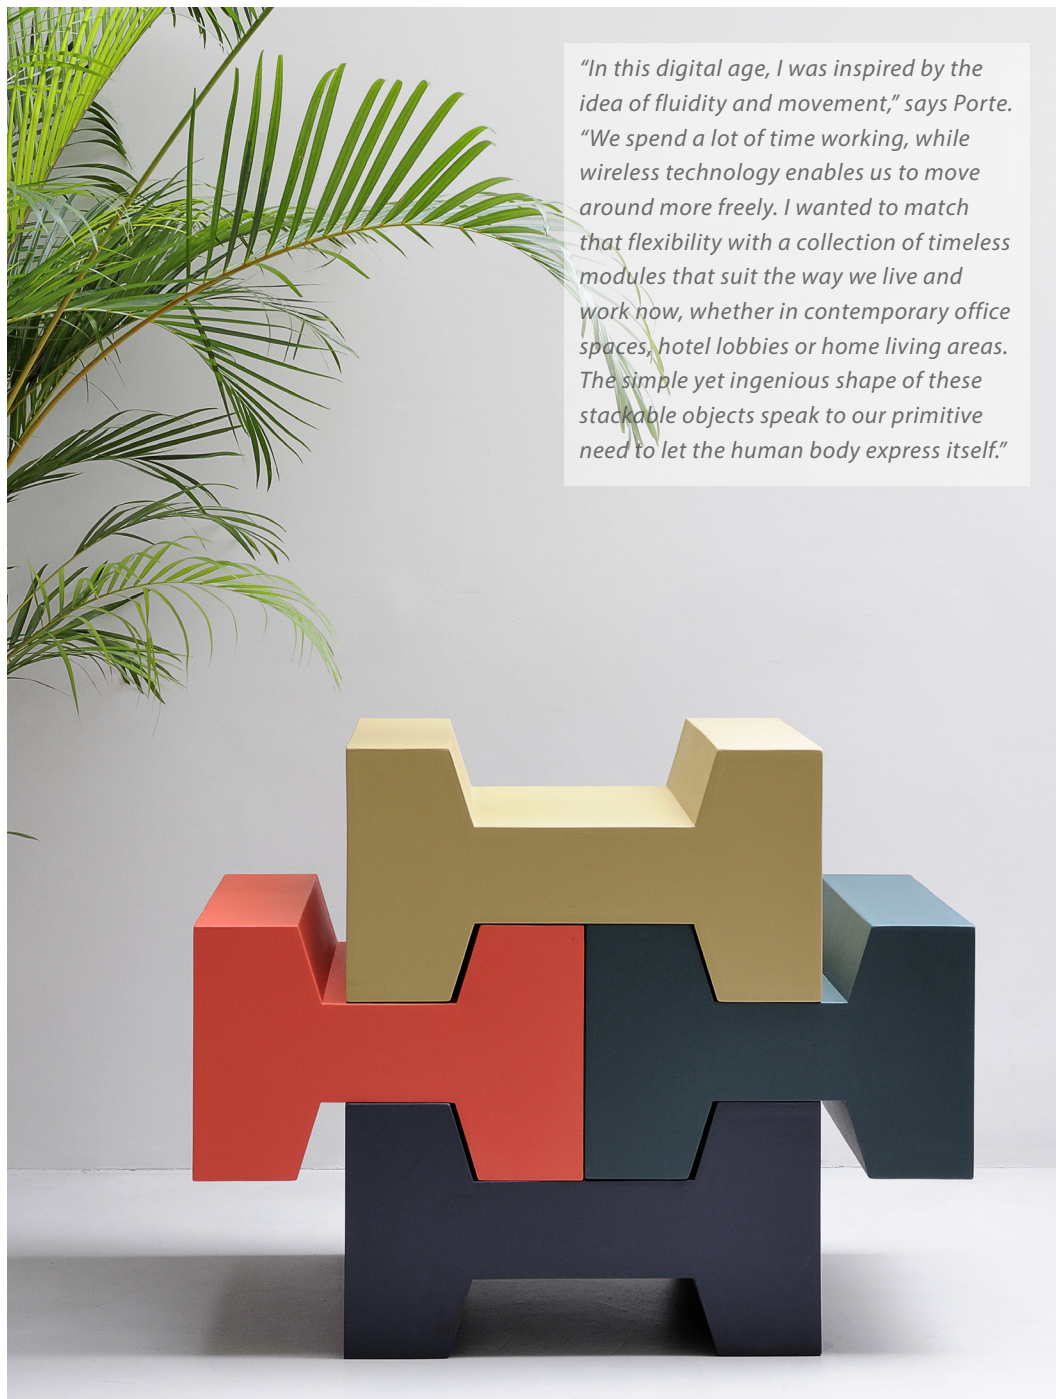 “In this digital age, I was inspired by the
idea of fluidity and movement,” says Porte.
“We spend a lot of time working, while
wireless technology enables us to move
around more freely. I wanted to match
that flexibility with a collection of timeless
modules that suit the way we live and
work now, whether in contemporary office
spaces, hotel lobbies or home living areas.
The simple yet ingenious shape of these
stackable objects speak to our primitive
need to let the human body express itself.”